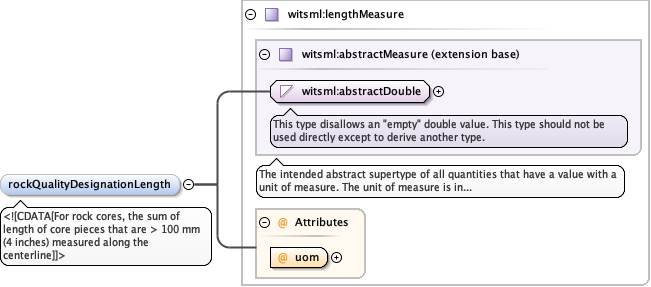 witsml:lengthMeasure
witsml:abstractMeasure (extension base)
witsml:abstractDouble
This type disallows an "empty" double value. This type should not be
used directly except to derive another type.
The intended abstract supertype of all quantities that have a value with a
unit of measure. The unit of measure is in...
rockQualityDesignationLength
<![CDATA[For rock cores, the sum of
length of core pieces that are > 100 mm
(4 inches) measured along the
centerline]]>
@ Attributes
@ uom